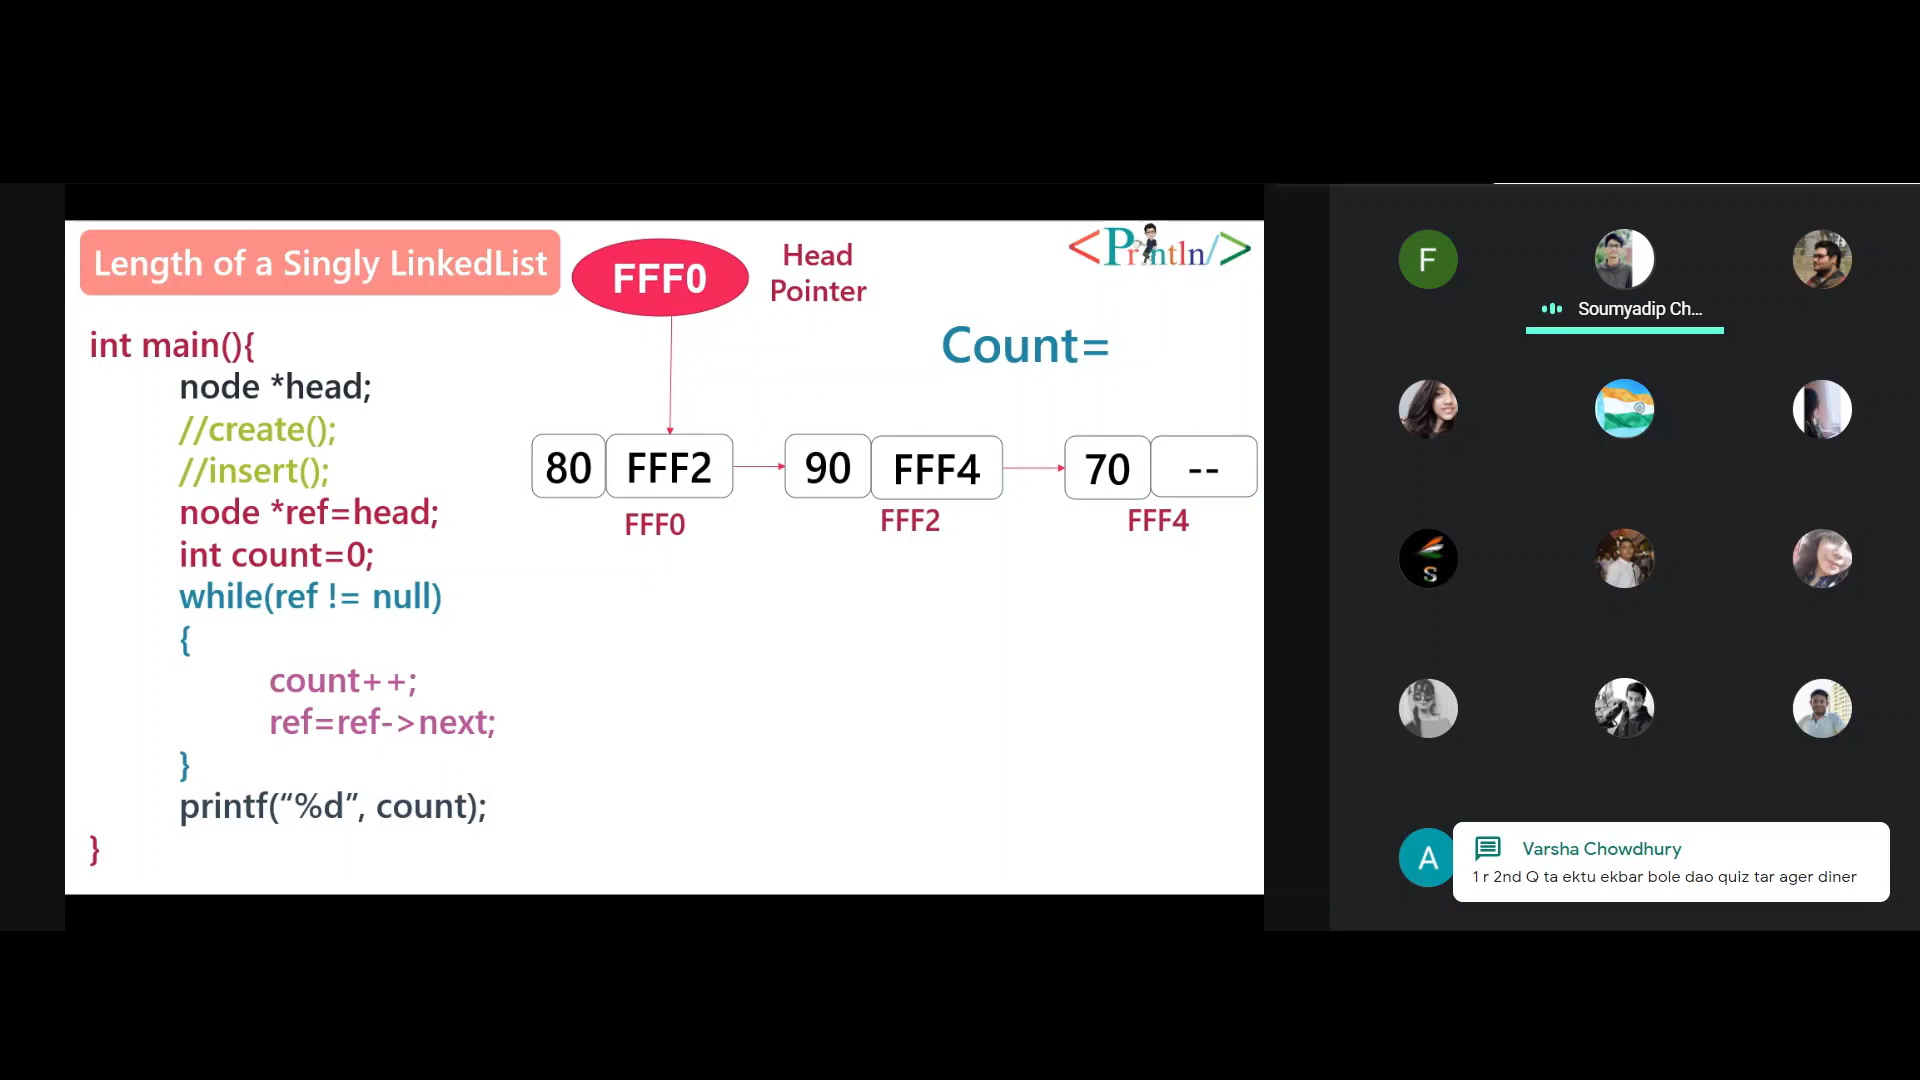 Length of a Singly LinkedList
FFF0
Head
Pointer
<Println/>
Count=
int main(){
node *head;
//create();
//insert();
node *ref=head;
int count=0;
while(ref != null)
{
count++;
ref=ref->next;
}
printf(“%d”, count);
}
80 FFF2 90 FFF4 70 --
FFF0 FFF2 FFF4
F
Soumyadip Ch...
S
A
Varsha Chowdhury
1 r 2nd Q ta ektu ekbar bole dao quiz tar ager diner